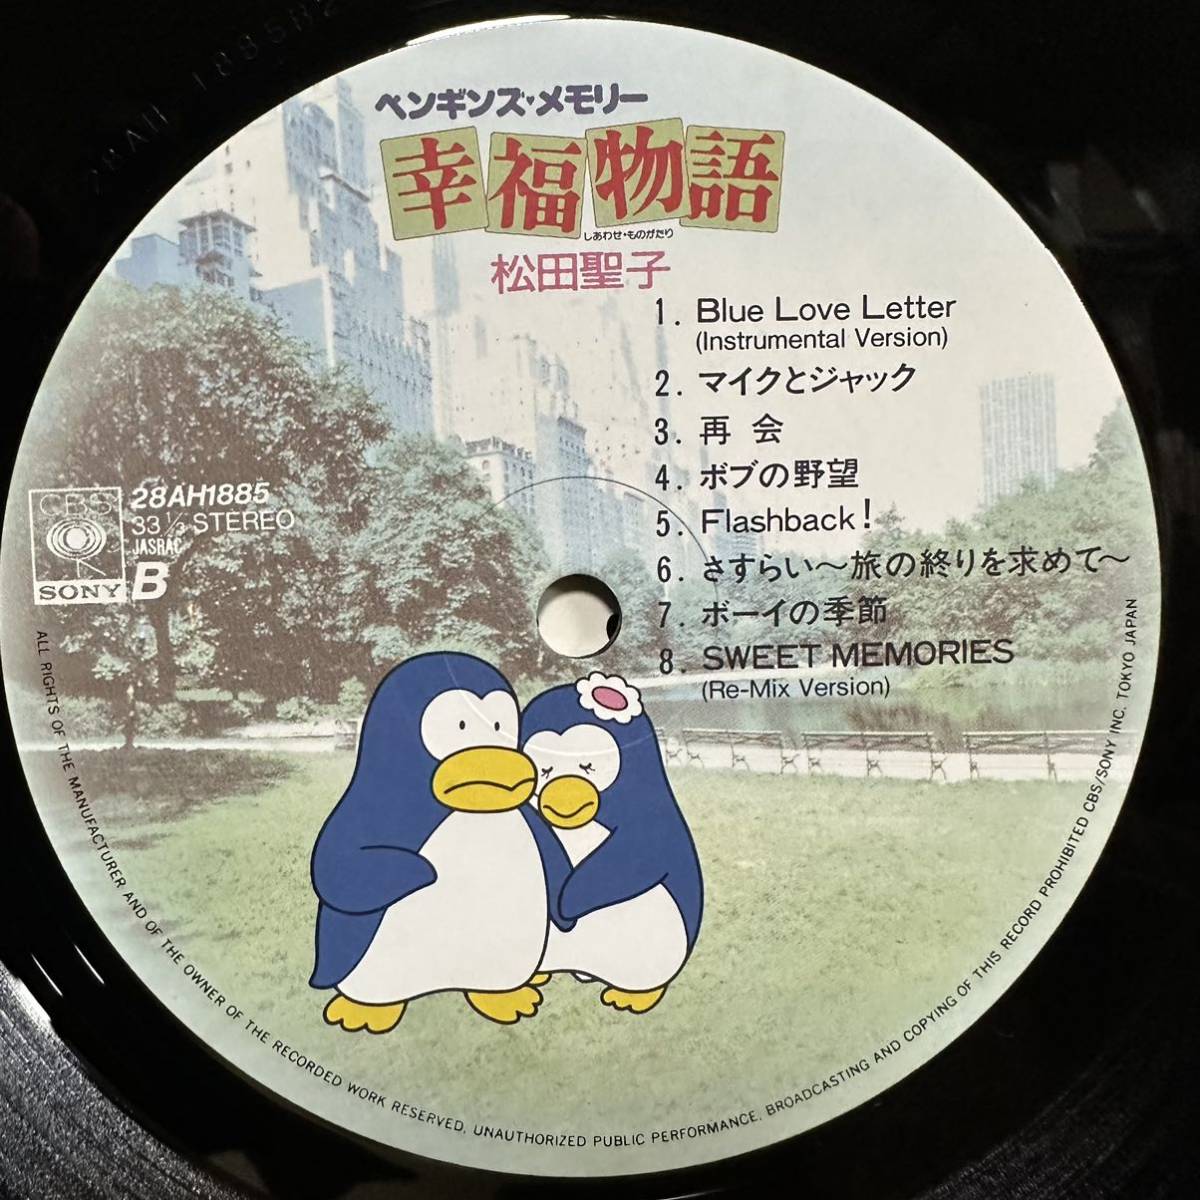 28AH 1885B2
ペンギンズ・メモリー
幸福物語
しあわせ・ものがたり
松田聖子
1. Blue Love Letter
(Instrumental Version)
2. マイクとジャック
3. 再 会
4. ボブの野望
5. Flashback!
6. さすらい〜旅の終りを求めて〜
7. ボーイの季節
8. SWEET MEMORIES
(Re-Mix Version)
CBS
SONY
28AH1885
33 1/3 STEREO
JASRAC
B
ALL RIGHTS OF THE MANUFACTURER AND OF THE OWNER OF THE RECORDED WORK RESERVED. UNAUTHORIZED PUBLIC PERFORMANCE. BROADCASTING AND COPYING OF THIS RECORD PROHIBITED CBS/SONY INC. TOKYO JAPAN